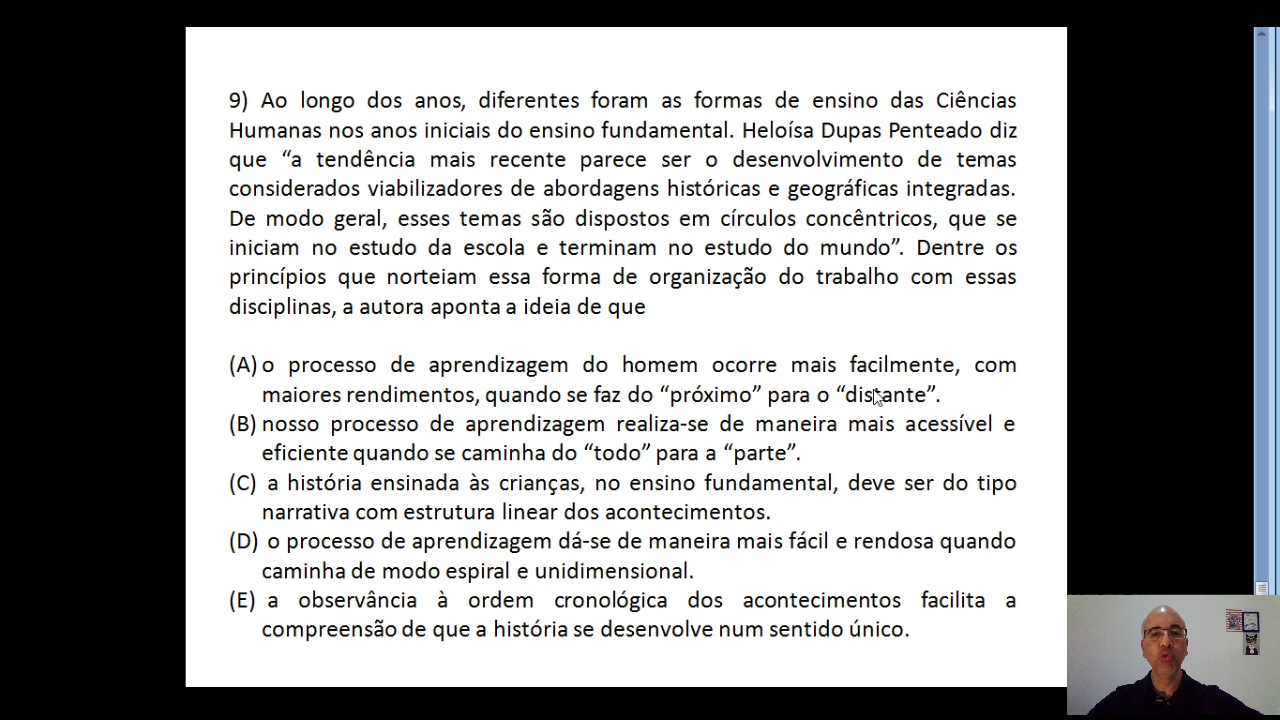 9) Ao longo dos anos, diferentes foram as formas de ensino das Ciências
Humanas nos anos iniciais do ensino fundamental. Heloísa Dupas Penteado diz
que “a tendência mais recente parece ser o desenvolvimento de temas
considerados viabilizadores de abordagens históricas e geográficas integradas.
De modo geral, esses temas são dispostos em círculos concêntricos, que se
iniciam no estudo da escola e terminam no estudo do mundo”. Dentre os
princípios que norteiam essa forma de organização do trabalho com essas
disciplinas, a autora aponta a ideia de que
(A) o processo de aprendizagem do homem ocorre mais facilmente, com
maiores rendimentos, quando se faz do “próximo” para o “distante”.
(B) nosso processo de aprendizagem realiza-se de maneira mais acessível e
eficiente quando se caminha do “todo” para a “parte”.
(C) a história ensinada às crianças, no ensino fundamental, deve ser do tipo
narrativa com estrutura linear dos acontecimentos.
(D) o processo de aprendizagem dá-se de maneira mais fácil e rendosa quando
caminha de modo espiral e unidimensional.
(E) a observância à ordem cronológica dos acontecimentos facilita a
compreensão de que a história se desenvolve num sentido único.